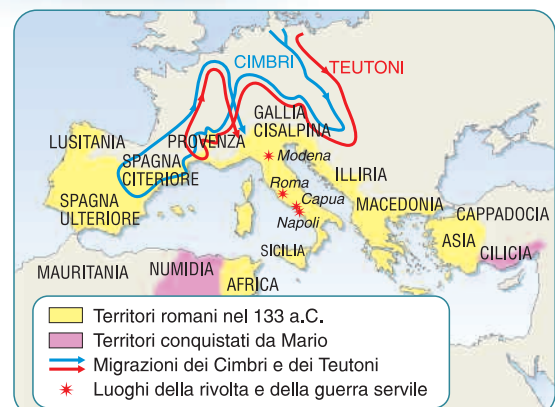 CIMBRI
TEUTONI
GALLIA
CISALPINA
LUSITANIA
PROVENZA
SPAGNA
CITERIORE
Modena
ILLIRIA
Roma
Capua
Napoli
SPAGNA
ULTERIORE
MACEDONIA
CAPPADOCIA
ASIA
CILICIA
SICILIA
MAURITANIA
NUMIDIA
AFRICA
Territori romani nel 133 a.C.
Territori conquistati da Mario
Migrazioni dei Cimbri e dei Teutoni
Luoghi della rivolta e della guerra servile